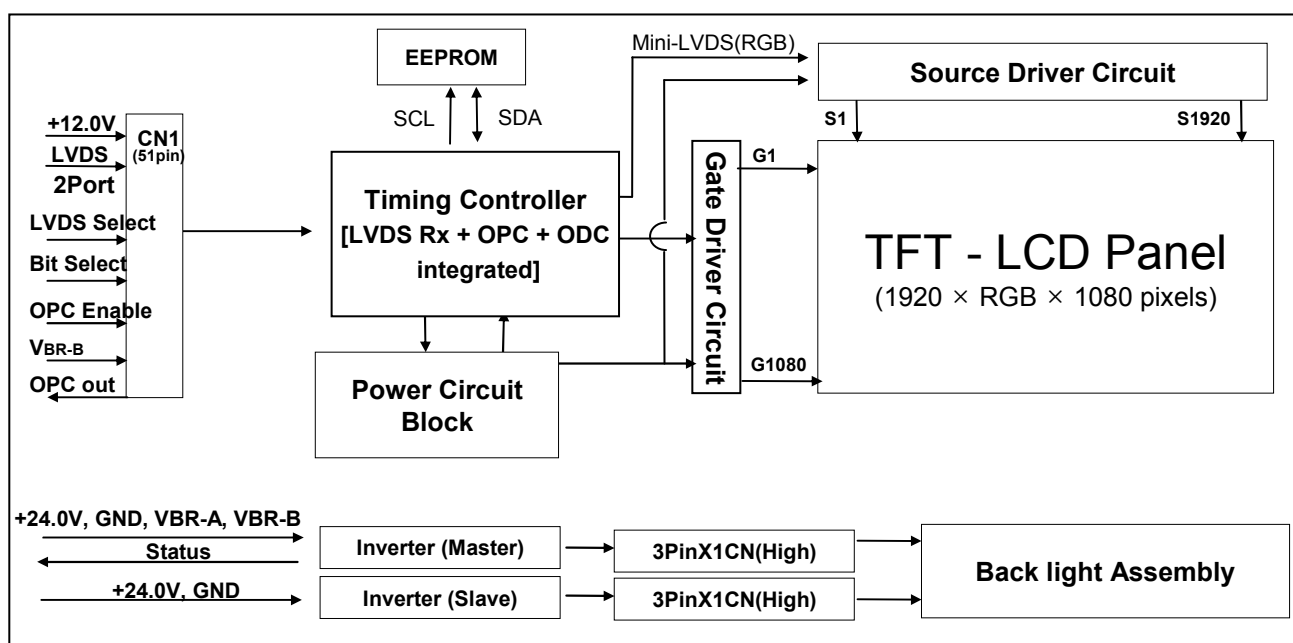 EEPROM
Mini-LVDS(RGB)
Source Driver Circuit
SCL
SDA
S1
S1920
+12.0V
CN1
(51pin)
LVDS
2Port
LVDS Select
Bit Select
OPC Enable
VBR-B
OPC out
Timing Controller
[LVDS Rx + OPC + ODC
integrated]
Gate Driver Circuit
G1
G1080
TFT - LCD Panel
(1920 × RGB × 1080 pixels)
Power Circuit
Block
+24.0V, GND, VBR-A, VBR-B
Status
Inverter (Master)
3PinX1CN(High)
Back light Assembly
+24.0V, GND
Inverter (Slave)
3PinX1CN(High)